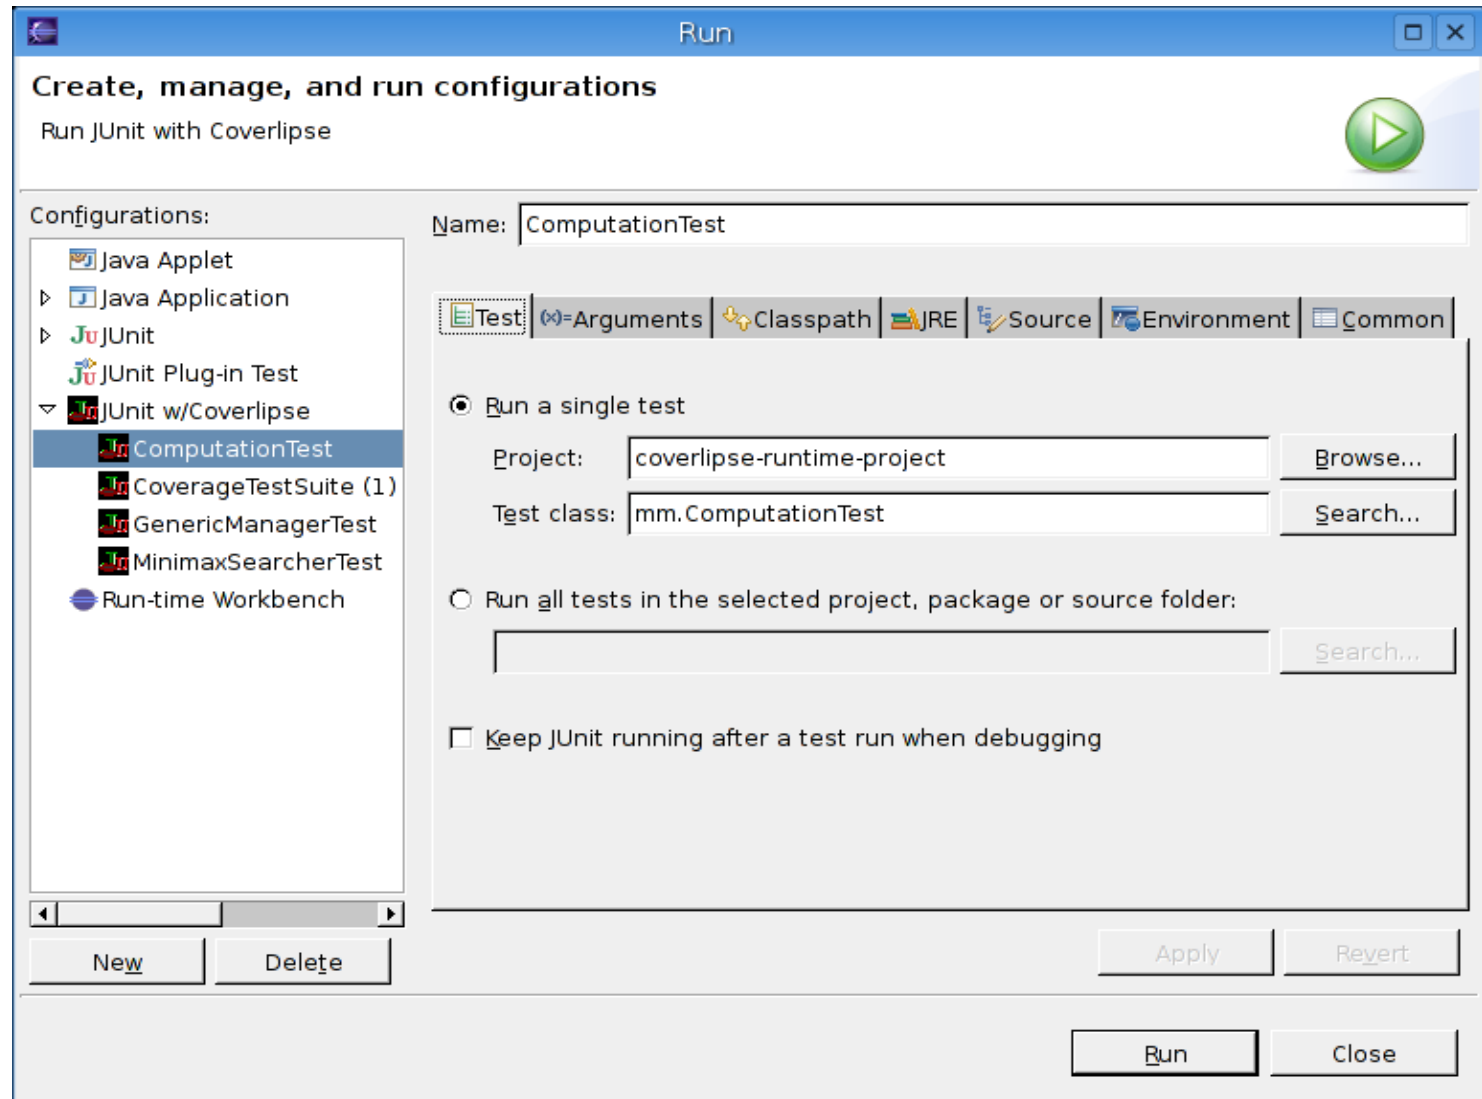 Run
Create, manage, and run configurations
Run JUnit with Coverlipse
Configurations:
Java Applet
Java Application
JUnit
JUnit Plug-in Test
JUnit w/Coverlipse
ComputationTest
CoverageTestSuite (1)
GenericManagerTest
MinimaxSearcherTest
Run-time Workbench
New Delete
Name: ComputationTest
Test (x)=Arguments Classpath JRE Source Environment Common
Run a single test
Project: coverlipse-runtime-project Browse...
Test class: mm.ComputationTest Search...
Run all tests in the selected project, package or source folder:
Search...
Keep JUnit running after a test run when debugging
Apply Revert
Run Close